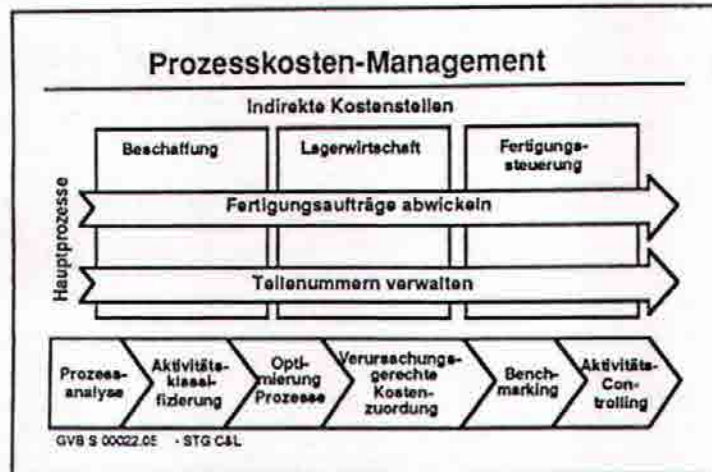 Prozesskosten-Management
Indirekte Kostenstellen
Beschaffung
Lagerwirtschaft
Fertigungs-
steuerung
Hauptprozesse
Fertigungsaufträge abwickeln
Teilenummern verwalten
Prozess-
analyse
Aktivitäts-
klassi-
fizierung
Opti-
mierung
Prozesse
Verursachungs-
gerechte
Kosten-
zuordnung
Bench-
marking
Aktivitäts-
Con-
trolling
GVB S 00022.05 - STG C&L